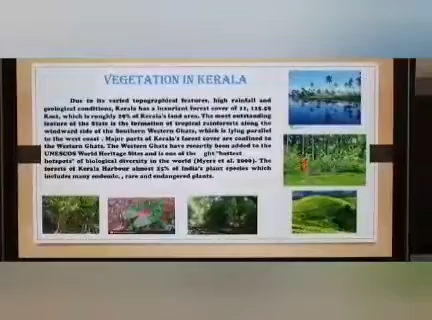 VEGETATION IN KERALA
Due to its varied topographical features, high rainfall and
geological conditions, Kerala has a luxuriant forest cover of 11, 125.59
Km2, which is roughly 29% of Kerala's land area. The most outstanding
feature of the State is the formation of tropical rainforests along the
windward side of the Southern Western Ghats, which is lying parallel
to the west coast . Major parts of Kerala's forest cover are confined to
the Western Ghats. The Western Ghats have recently been added to the
UNESCOS World Heritage Sites and is one of the ght "hottest
hotspots" of biological diversity in the world (Myers et al. 2000). The
forests of Kerala Harbour almost 25% of India's plant species which
includes many endemic, , rare and endangered plants.